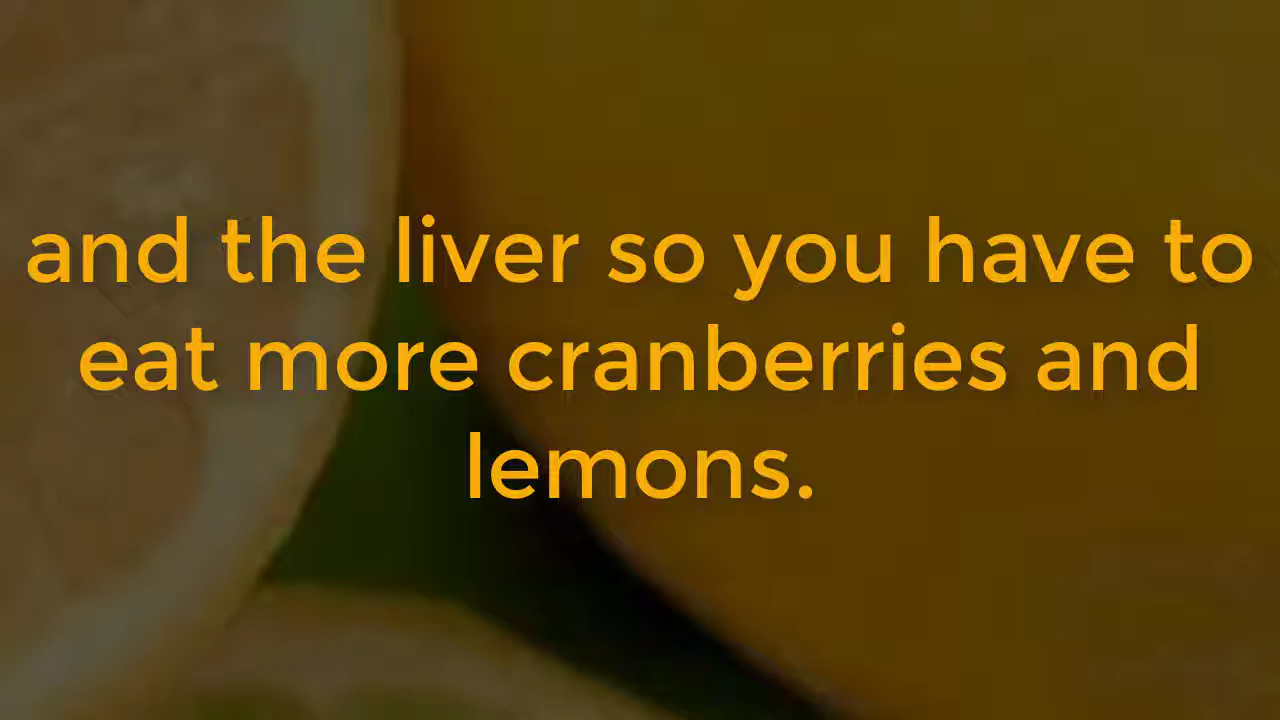 and the liver so you have to
eat more cranberries and
lemons.